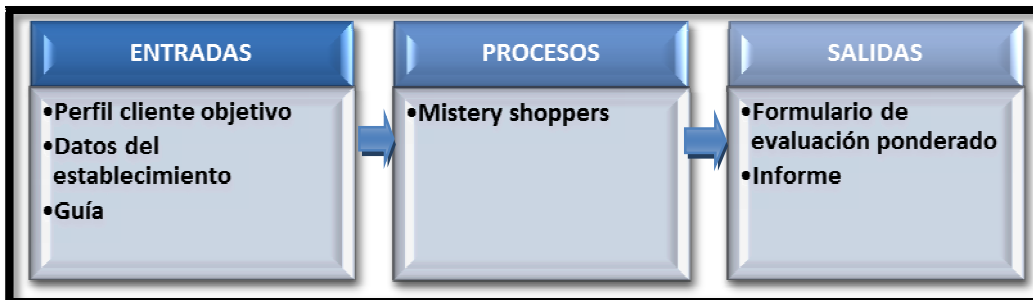 ENTRADAS
•Perfil cliente objetivo
•Datos del
establecimiento
•Guía
PROCESOS
•Mistery shoppers
SALIDAS
•Formulario de
evaluación ponderado
•Informe